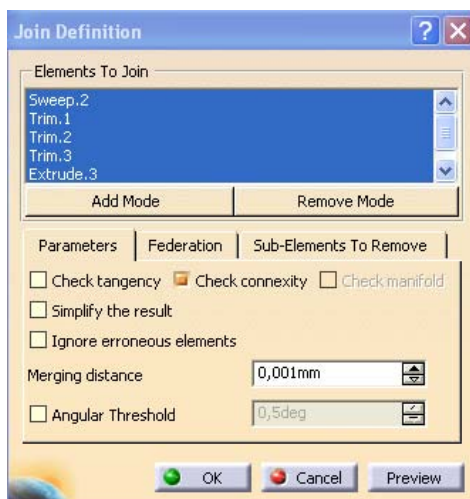 Join Definition
Elements To Join
Sweep.2
Trim.1
Trim.2
Trim.3
Extrude.3
Add Mode Remove Mode
Parameters Federation Sub-Elements To Remove
Check tangency Check connexity Check manifold
Simplify the result
Ignore erroneous elements
Merging distance 0,001mm
Angular Threshold 0,5deg
OK Cancel Preview